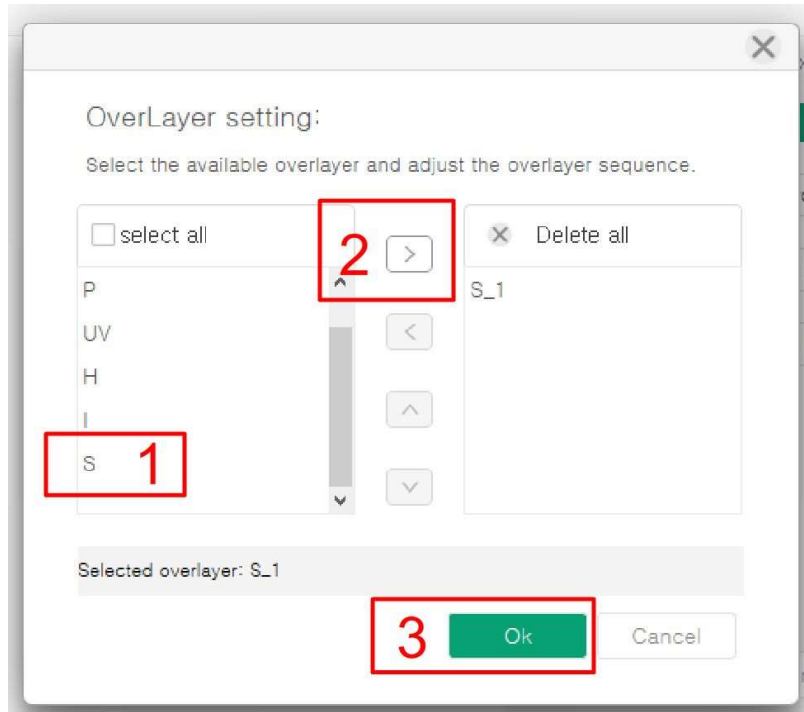 OverLayer setting:
Select the available overlayer and adjust the overlayer sequence.
select all
2
>
Delete all
P
UV
H
I
S
1
<
S_1
Selected overlayer: S_1
3
Ok
Cancel